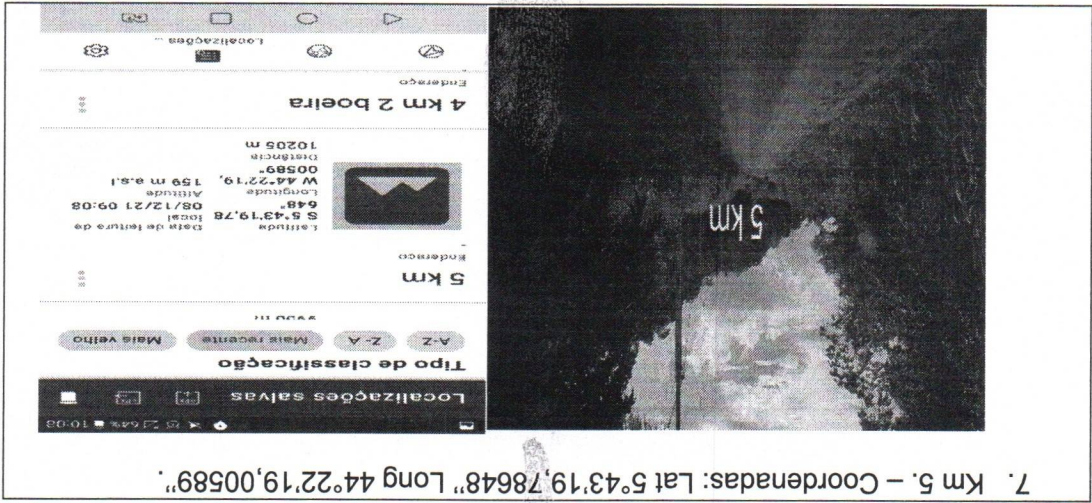 7. Km 5. – Coordenadas: Lat 5°43'19,78648" Long 44°22'19,00589".
64% 10:08
Localizações salvas
Tipo de classificação
A-Z Z-A Mais recente Mais velho
5 km
Endereço
-
Latitude
S 5°43'19,78
648"
Longitude
W 44°22'19,
00589"
Distância
10205 m
Data de leitura de
local
08/12/21 09:08
Altitude
159 m a.s.l
4 km 2 boeira
Endereço
-
Localizações ...
5 km